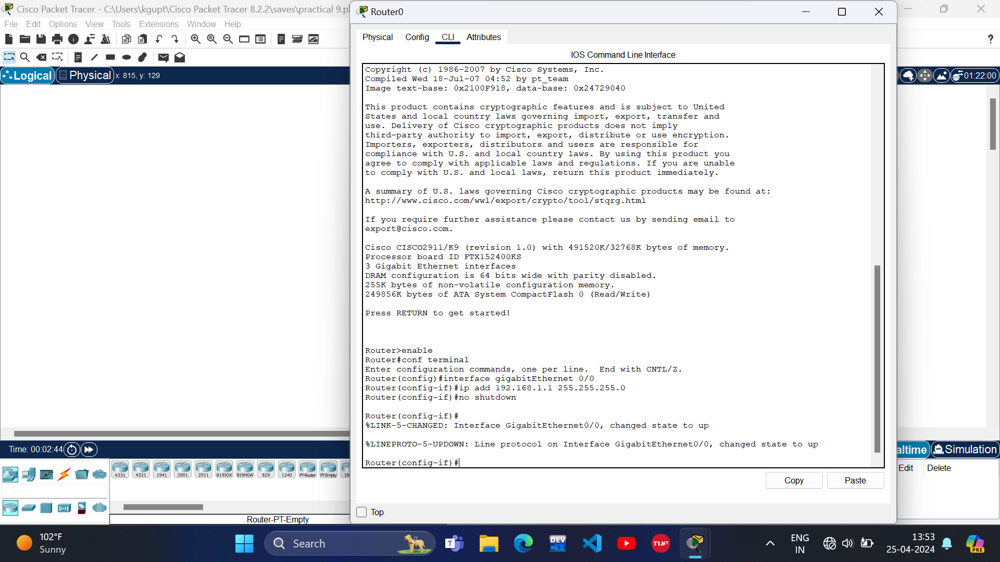 Cisco Packet Tracer - C:\Users\kgupt\Cisco Packet Tracer 8.2.2\saves\practical 9.p
File Edit Options View Tools Extensions Window Help
?
Logical Physical x: 815, y: 129
01:22:00
Router0
Physical Config CLI Attributes
IOS Command Line Interface
Copyright (c) 1986-2007 by Cisco Systems, Inc.
Compiled Wed 18-Jul-07 04:52 by pt_team
Image text-base: 0x2100F918, data-base: 0x24729040
This product contains cryptographic features and is subject to United
States and local country laws governing import, export, transfer and
use. Delivery of Cisco cryptographic products does not imply
third-party authority to import, export, distribute or use encryption.
Importers, exporters, distributors and users are responsible for
compliance with U.S. and local country laws. By using this product you
agree to comply with applicable laws and regulations. If you are unable
to comply with U.S. and local laws, return this product immediately.
A summary of U.S. laws governing Cisco cryptographic products may be found at:
http://www.cisco.com/wwl/export/crypto/tool/stqrg.html
If you require further assistance please contact us by sending email to
export@cisco.com.
Cisco CISCO2911/K9 (revision 1.0) with 491520K/32768K bytes of memory.
Processor board ID FTX152400KS
3 Gigabit Ethernet interfaces
DRAM configuration is 64 bits wide with parity disabled.
255K bytes of non-volatile configuration memory.
249856K bytes of ATA System CompactFlash 0 (Read/Write)
Press RETURN to get started!
Router>enable
Router#conf terminal
Enter configuration commands, one per line.  End with CNTL/Z.
Router(config)#interface gigabitEthernet 0/0
Router(config-if)#ip add 192.168.1.1 255.255.255.0
Router(config-if)#no shutdown
Router(config-if)#
%LINK-5-CHANGED: Interface GigabitEthernet0/0, changed state to up
%LINEPROTO-5-UPDOWN: Line protocol on Interface GigabitEthernet0/0, changed state to up
Router(config-if)#
Copy Paste
Top
Time: 00:02:44
altime Simulation
Edit Delete
4331 4321 1941 2901 2911 819IOX 819HGW 829 1240 PT-Router PT-Empty 18
Router-PT-Empty
102°F
Sunny
Search
T
DEV
C++
TUF
ENG
IN
13:53
25-04-2024
PRE